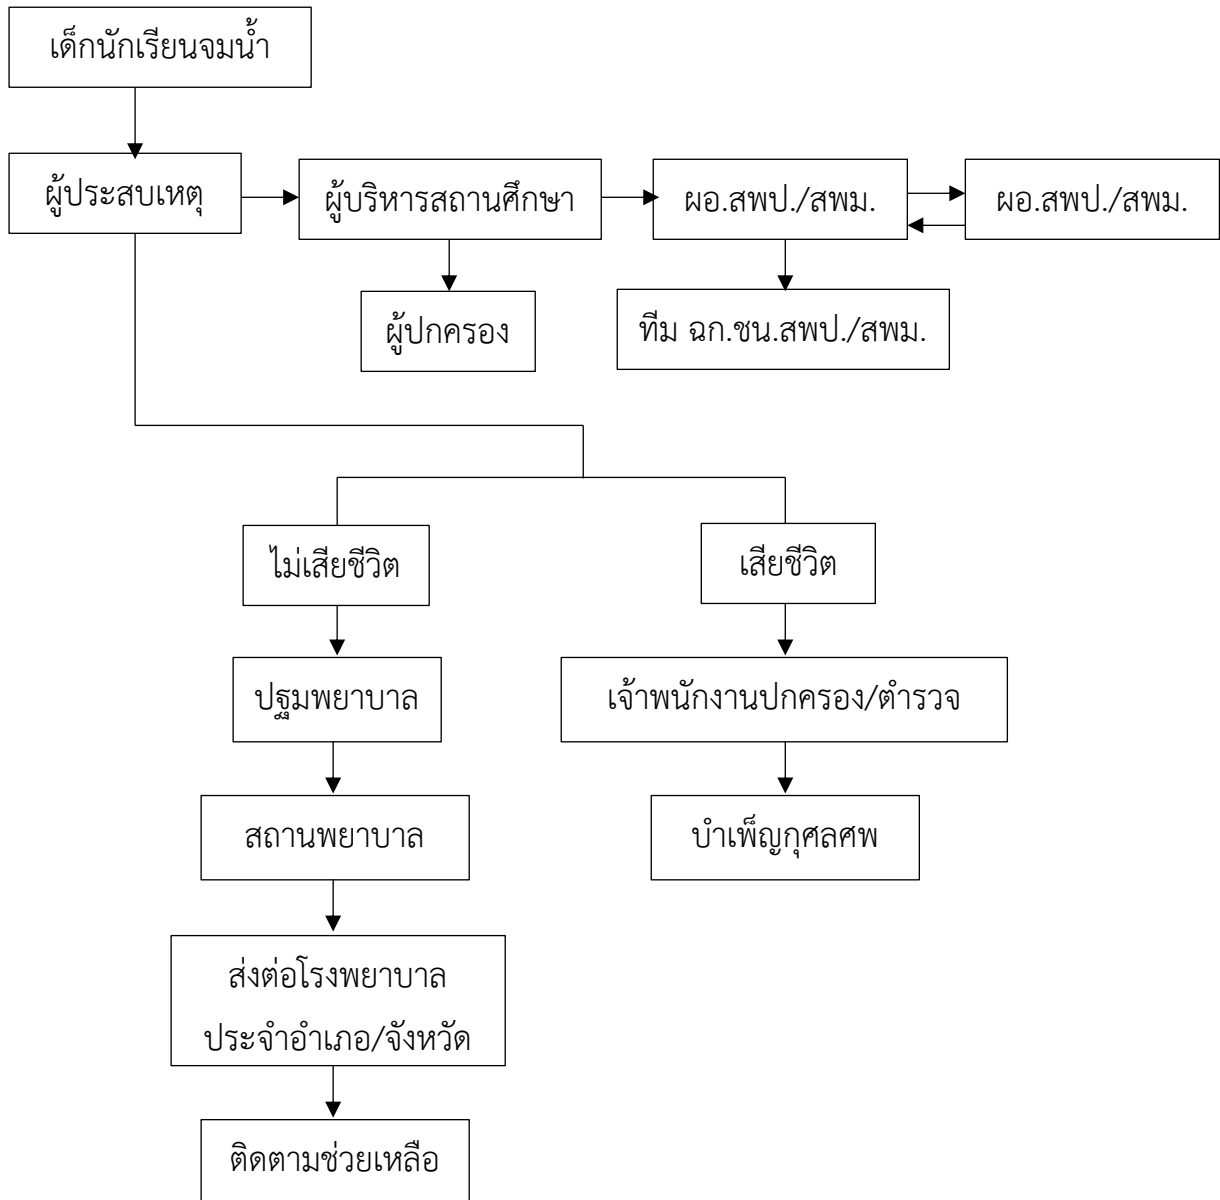 เด็กนักเรียนจมน้ำ
ผู้ประสบเหตุ
ผู้บริหารสถานศึกษา
ผอ.สพป./สพม.
ผอ.สพป./สพม.
ผู้ปกครอง
ทีม ฉก.ชน.สพป./สพม.
ไม่เสียชีวิต
เสียชีวิต
ปฐมพยาบาล
เจ้าพนักงานปกครอง/ตำรวจ
สถานพยาบาล
บำเพ็ญกุศลศพ
ส่งต่อโรงพยาบาล
ประจำอำเภอ/จังหวัด
ติดตามช่วยเหลือ